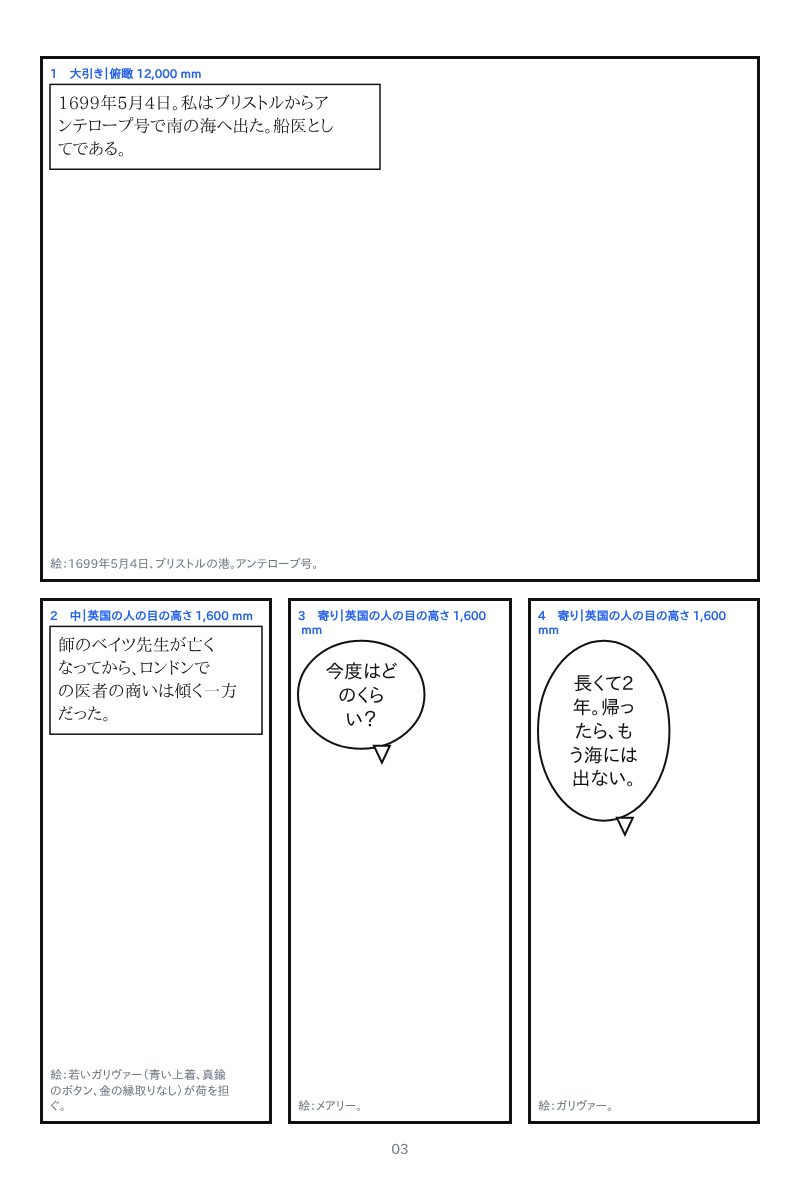 1　大引き|俯瞰 12,000 mm
1699年5月4日。私はブリストルからア
ンテロープ号で南の海へ出た。船医とし
てである。
絵：1699年5月4日、ブリストルの港。アンテロープ号。
2　中|英国の人の目の高さ 1,600 mm
師のベイツ先生が亡く
なってから、ロンドンで
の医者の商いは傾く一方
だった。
絵：若いガリヴァー（青い上着、真鍮
のボタン、金の縁取りなし）が荷を担
ぐ。
3　寄り|英国の人の目の高さ 1,600
mm
今度はど
のくら
い？
絵：メアリー。
4　寄り|英国の人の目の高さ 1,600
mm
長くて2
年。帰っ
たら、も
う海には
出ない。
絵：ガリヴァー。
03